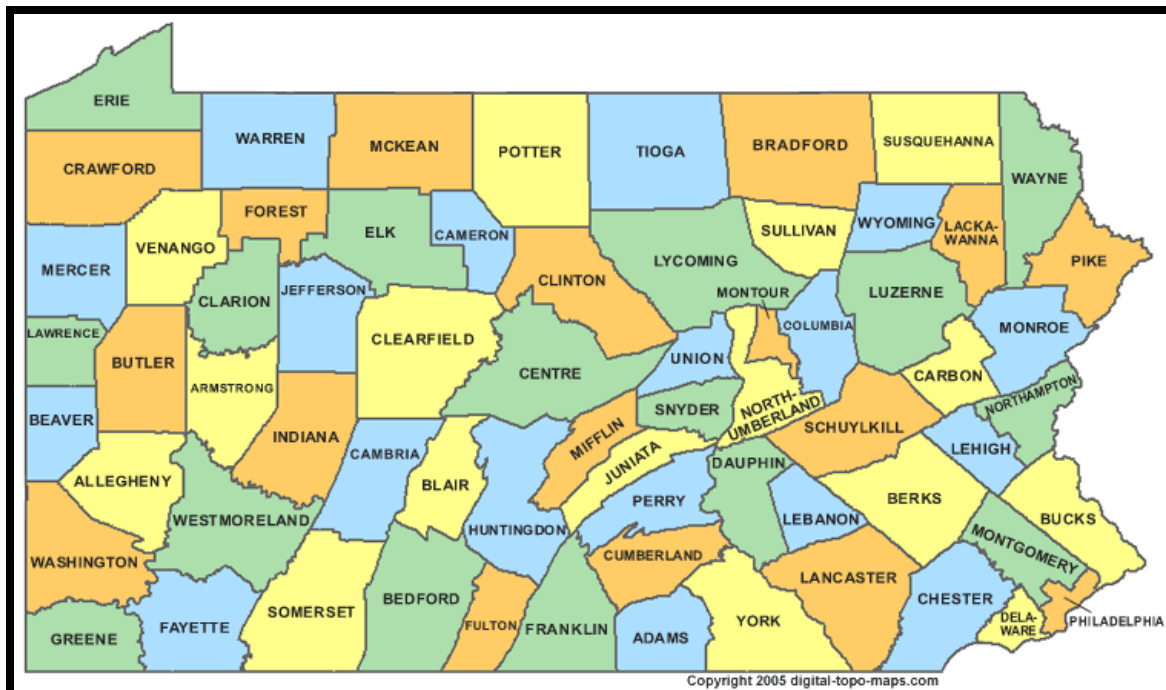 ERIE
WARREN
MCKEAN
POTTER
TIOGA
BRADFORD
SUSQUEHANNA
CRAWFORD
WAYNE
FOREST
VENANGO
ELK
CAMERON
SULLIVAN
WYOMING
LACKA-
WANNA
MERCER
CLARION
JEFFERSON
CLINTON
LYCOMING
LUZERNE
PIKE
MONTOUR
COLUMBIA
MONROE
LAWRENCE
BUTLER
CLEARFIELD
CENTRE
UNION
CARBON
ARMSTRONG
NORTHAMPTON
BEAVER
INDIANA
SNYDER
NORTH-
UMBERLAND
SCHUYLKILL
LEHIGH
MIFFLIN
JUNIATA
CAMBRIA
DAUPHIN
ALLEGHENY
BLAIR
PERRY
BERKS
WESTMORELAND
HUNTINGDON
LEBANON
BUCKS
MONTGOMERY
WASHINGTON
CUMBERLAND
LANCASTER
SOMERSET
BEDFORD
CHESTER
GREENE
FAYETTE
FULTON
FRANKLIN
ADAMS
YORK
DELA-
WARE
PHILADELPHIA
Copyright 2005 digital-topo-maps.com